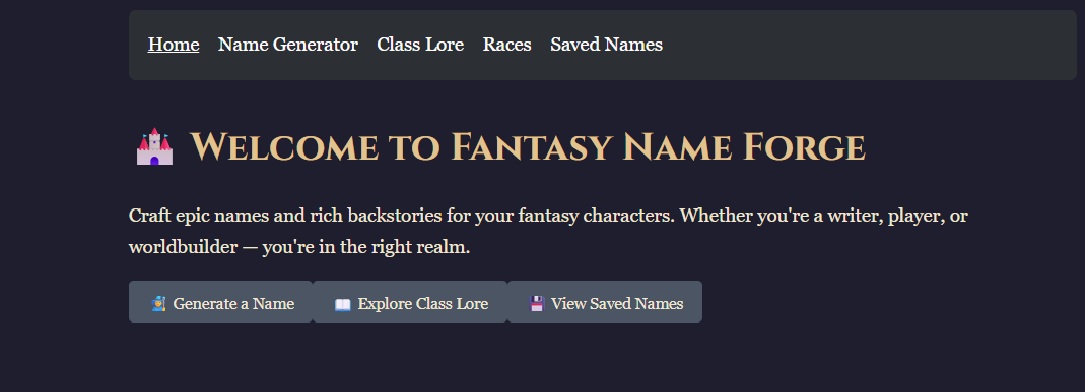 Home Name Generator Class Lore Races Saved Names
Welcome to Fantasy Name Forge
Craft epic names and rich backstories for your fantasy characters. Whether you're a writer, player, or
worldbuilder — you're in the right realm.
Generate a Name Explore Class Lore View Saved Names